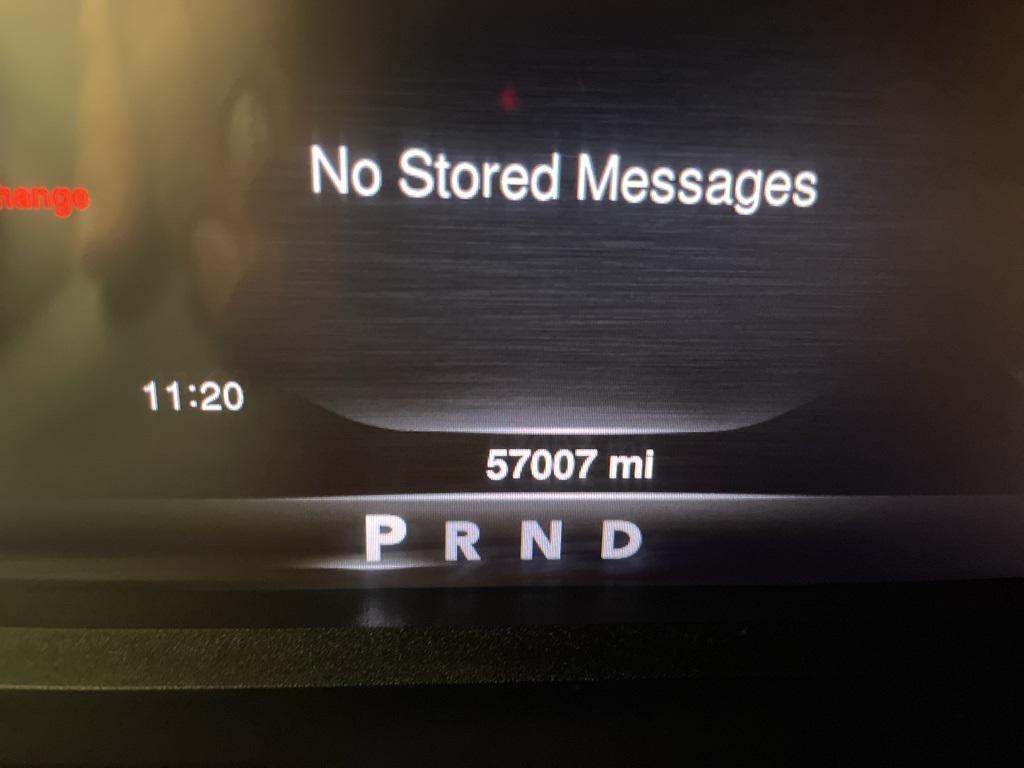 No Stored Messages
hange
11:20
57007 mi
P R N D